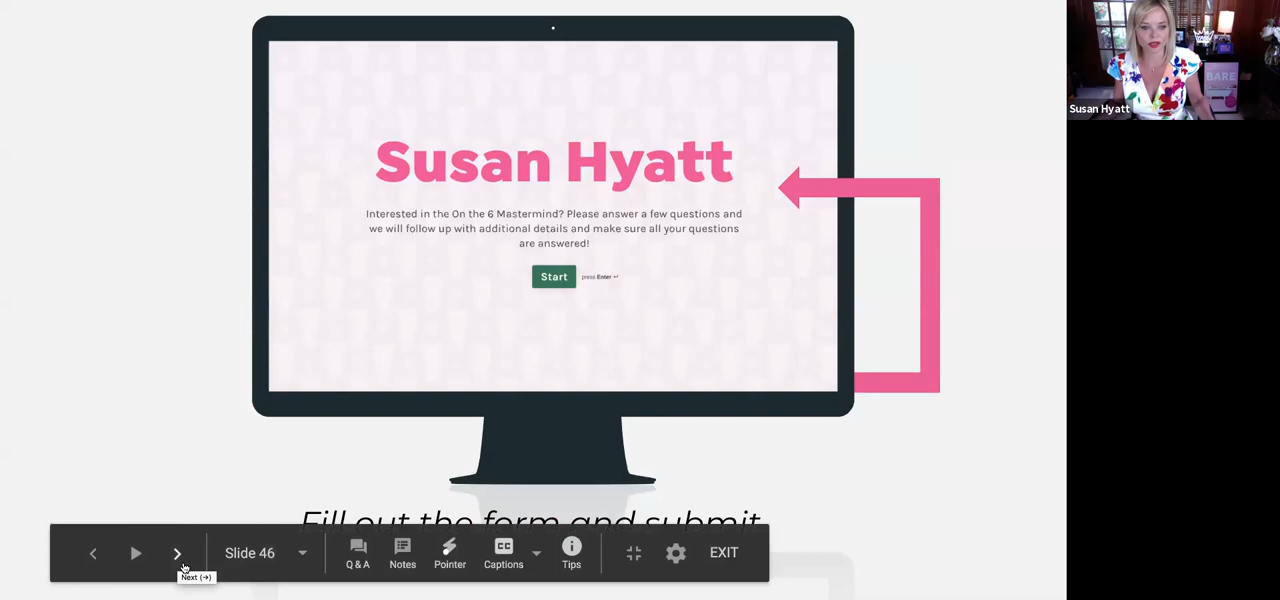 Susan Hyatt
Interested in the On the 6 Mastermind? Please answer a few questions and
we will follow up with additional details and make sure all your questions
are answered!
Start press Enter ↵
Fill out the form and submit
Slide 46
Q & A
Notes
Pointer
CC
Captions
Tips
EXIT
Next (→)
BARE
Susan Hyatt